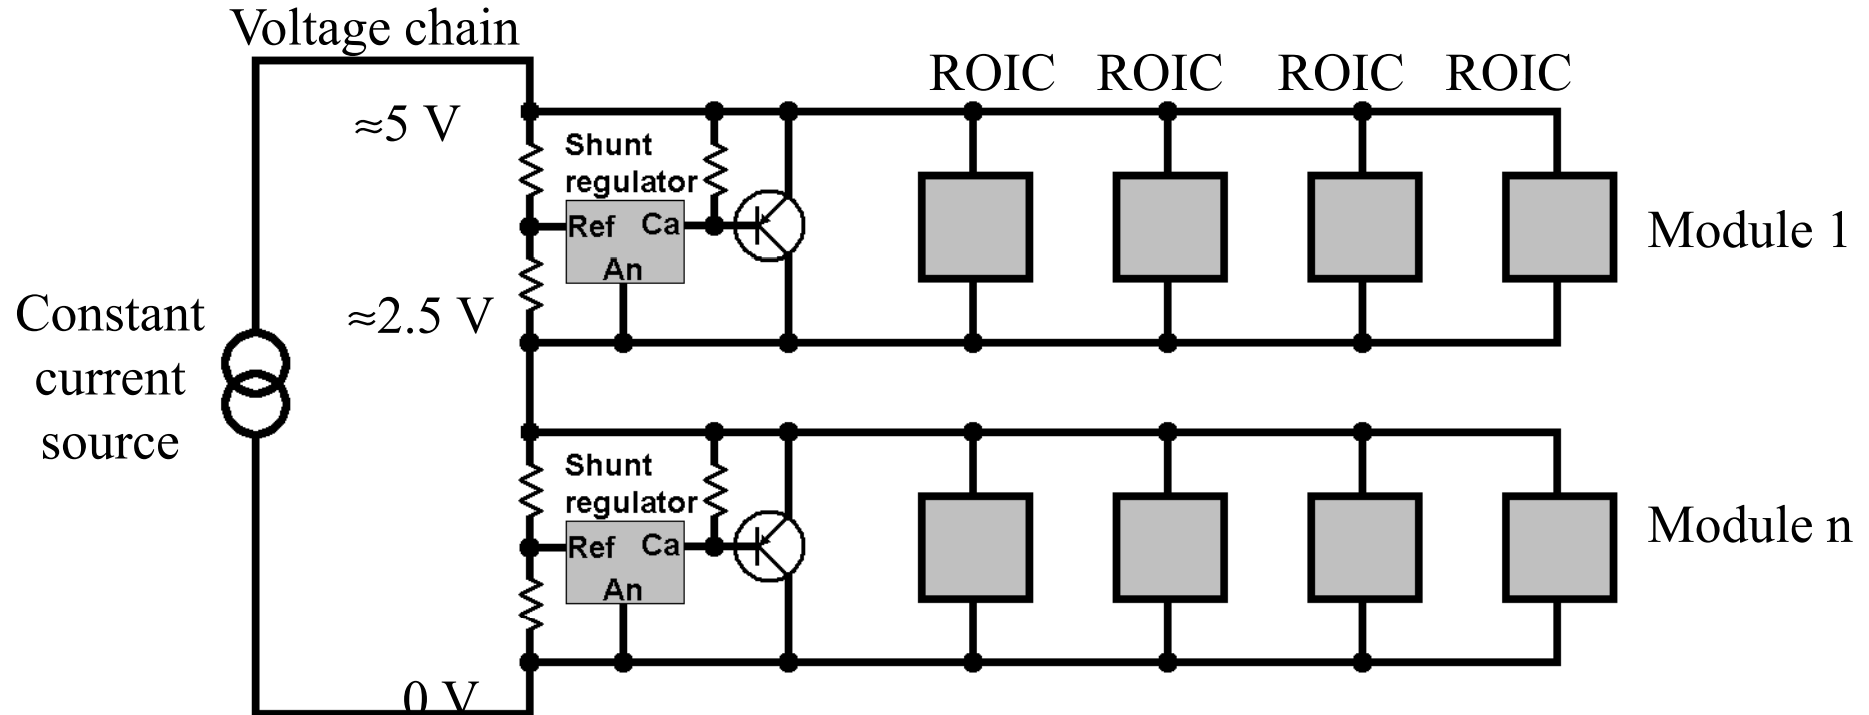 Voltage chain
ROIC ROIC ROIC ROIC
≈5 V
Shunt
regulator
Ref Ca
An
Module 1
≈2.5 V
Constant
current
source
Shunt
regulator
Ref Ca
An
Module n
0 V